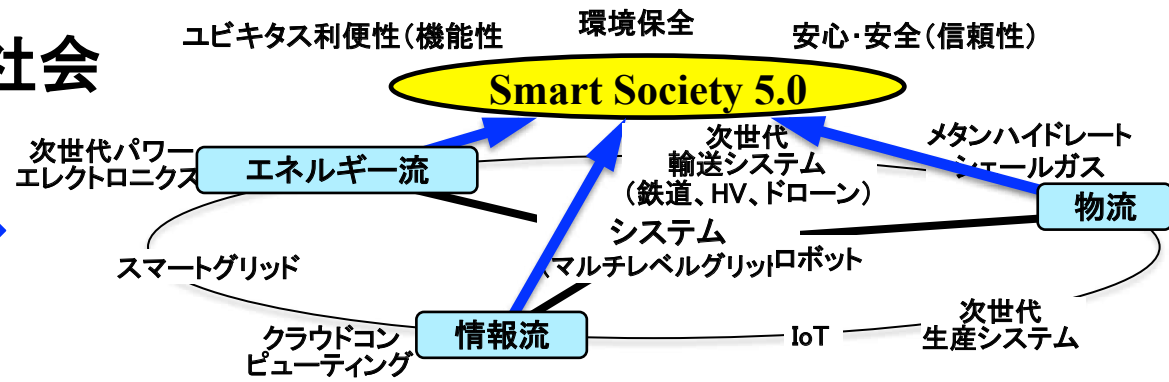 社会
ユビキタス利便性(機能性
環境保全
安心・安全(信頼性)
Smart Society 5.0
次世代パワー
エレクトロニクス
エネルギー流
次世代
輸送システム
(鉄道、HV、ドローン)
メタンハイドレート
シェールガス
物流
システム
マルチレベルグリット
ロボット
スマートグリッド
情報流
クラウドコン
ピューティング
IoT
次世代
生産システム